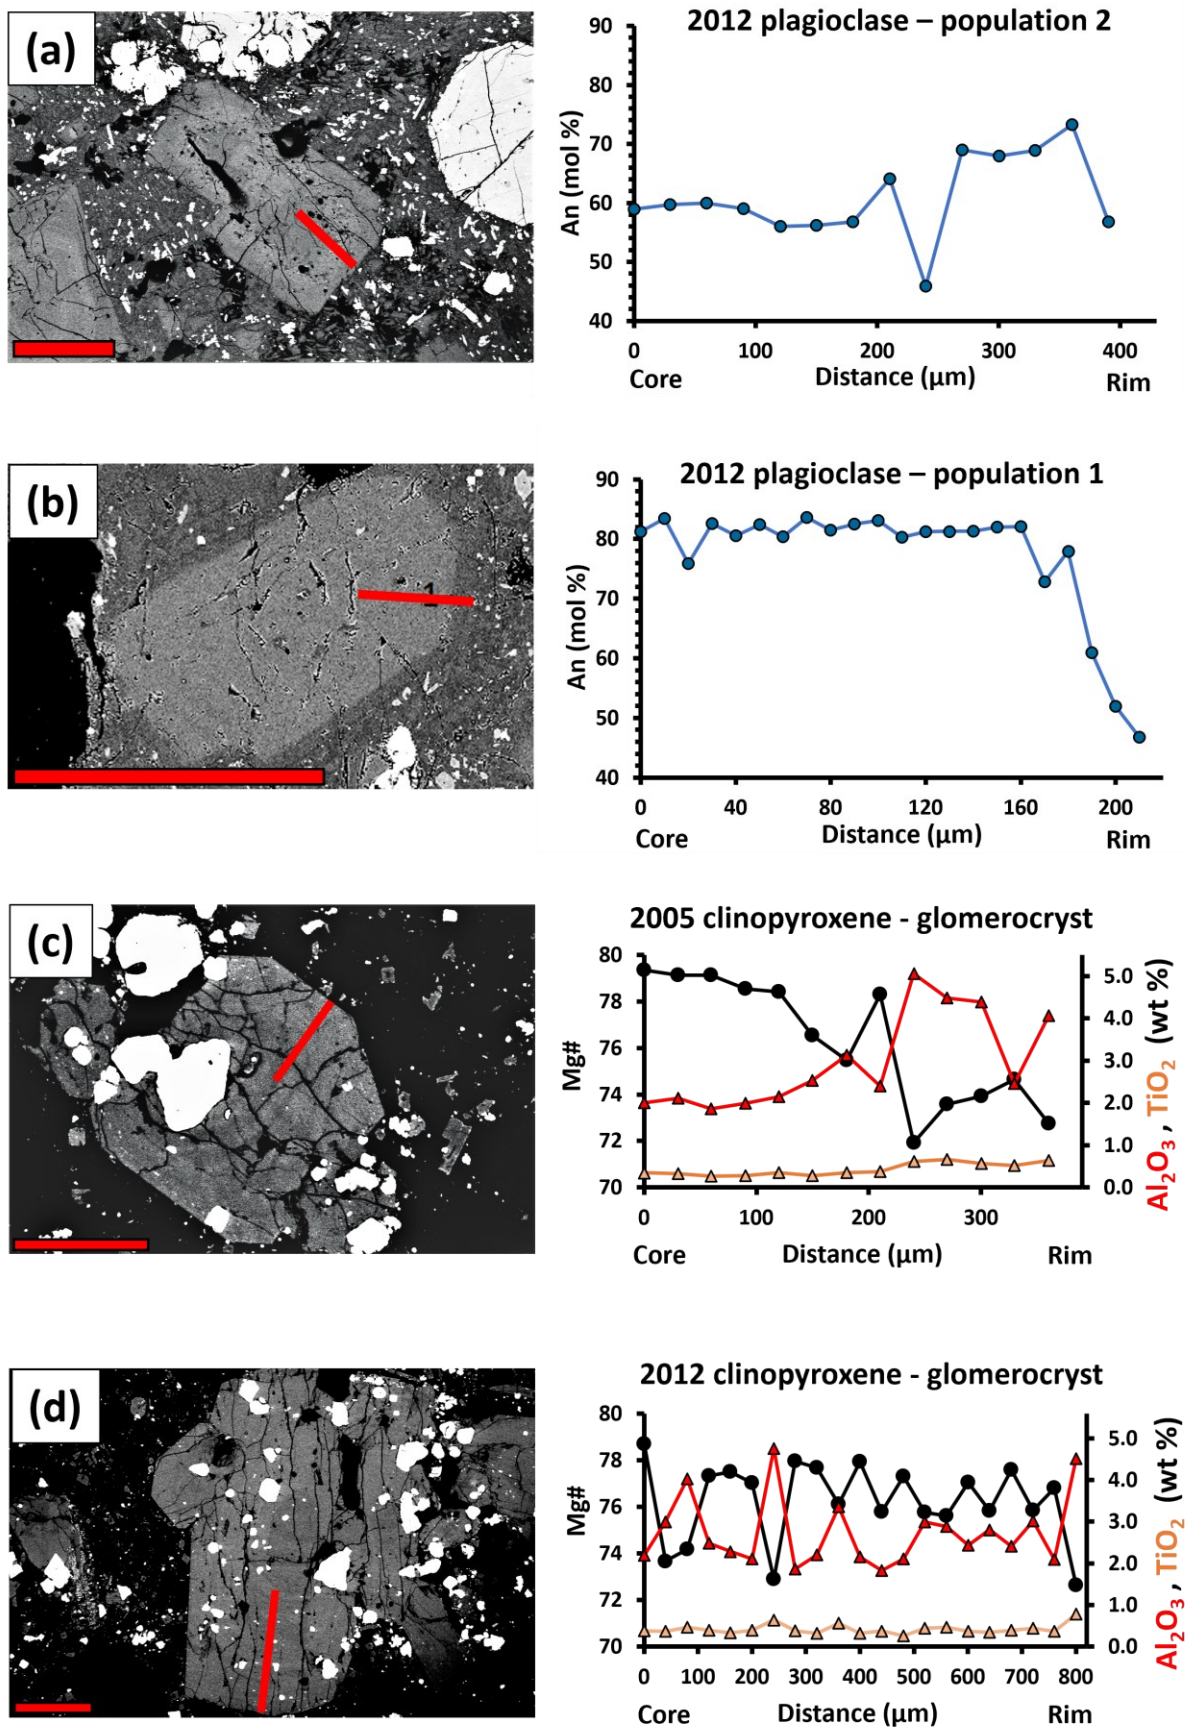 (a)
2012 plagioclase – population 2
An (mol %)
90
80
70
60
50
40
0 100 200 300 400
Core Distance (µm) Rim
(b)
2012 plagioclase – population 1
An (mol %)
90
80
70
60
50
40
0 40 80 120 160 200
Core Distance (µm) Rim
1
(c)
2005 clinopyroxene - glomerocryst
Mg#
80
78
76
74
72
70
5.0
4.0
3.0
2.0
1.0
0.0
Al₂O₃ , TiO₂ (wt %)
0 100 200 300
Core Distance (µm) Rim
(d)
2012 clinopyroxene - glomerocryst
Mg#
80
78
76
74
72
70
5.0
4.0
3.0
2.0
1.0
0.0
Al₂O₃ , TiO₂ (wt %)
0 100 200 300 400 500 600 700 800
Core Distance (µm) Rim